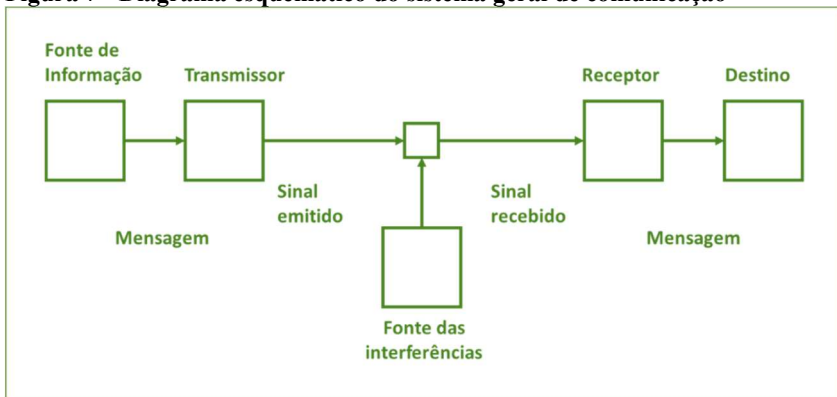 Fonte de
Informação
Transmissor
Receptor
Destino
Sinal
emitido
Sinal
recebido
Mensagem
Mensagem
Fonte das
interferências